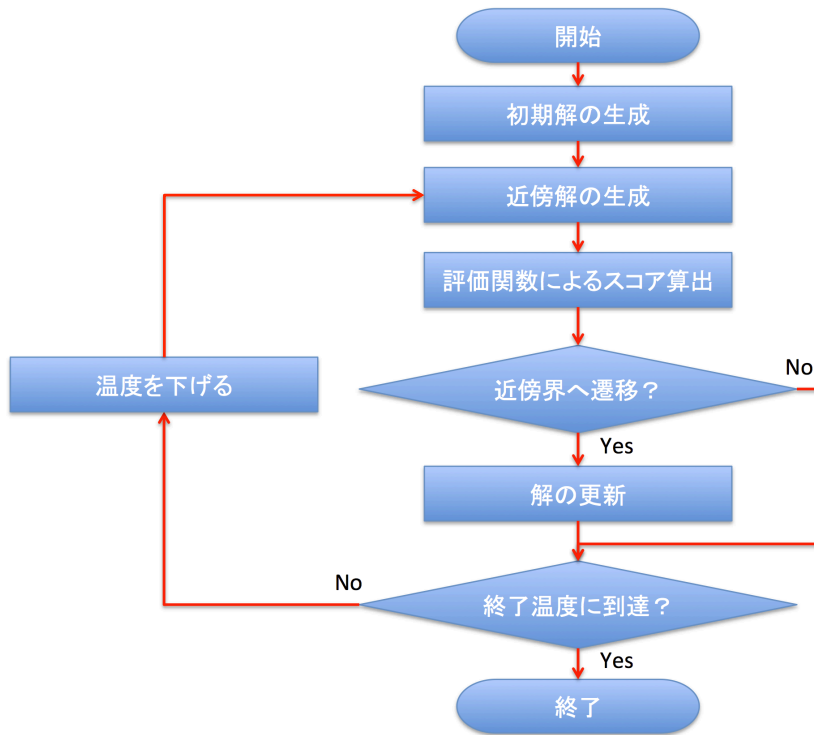 開始
初期解の生成
近傍解の生成
評価関数によるスコア算出
温度を下げる
近傍界へ遷移？
No
Yes
解の更新
No
終了温度に到達？
Yes
終了